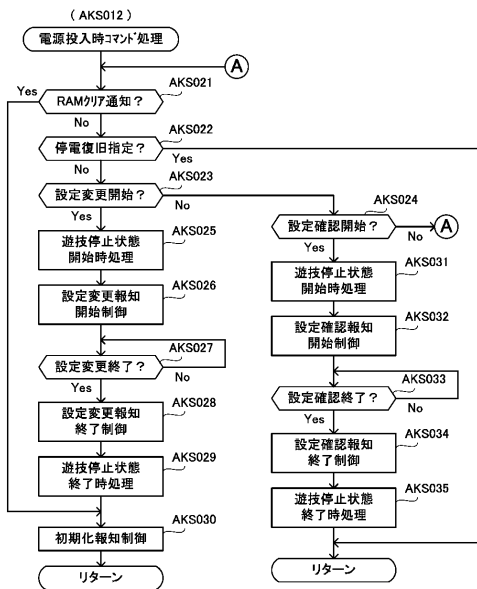 ( AKS012 )
電源投入時コマンド処理
A
AKS021
Yes
RAMクリア通知？
No
AKS022
停電復旧指定？
Yes
No
AKS023
設定変更開始？
No
Yes
AKS024
設定確認開始？
A
No
Yes
AKS025
遊技停止状態
開始時処理
AKS026
設定変更報知
開始制御
AKS027
設定変更終了？
No
Yes
AKS028
設定変更報知
終了制御
AKS029
遊技停止状態
終了時処理
AKS030
初期化報知制御
リターン
AKS031
遊技停止状態
開始時処理
AKS032
設定確認報知
開始制御
AKS033
設定確認終了？
No
Yes
AKS034
設定確認報知
終了制御
AKS035
遊技停止状態
終了時処理
リターン